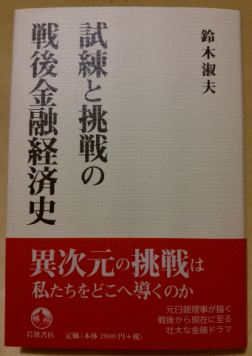 鈴木淑夫
試練と挑戦の
戦後金融経済史
異次元の挑戦は
私たちをどこへ導くのか
元日銀理事が描く
戦後から現在に至る
壮大な金融ドラマ
岩波書店
定価(本体2900円+税)